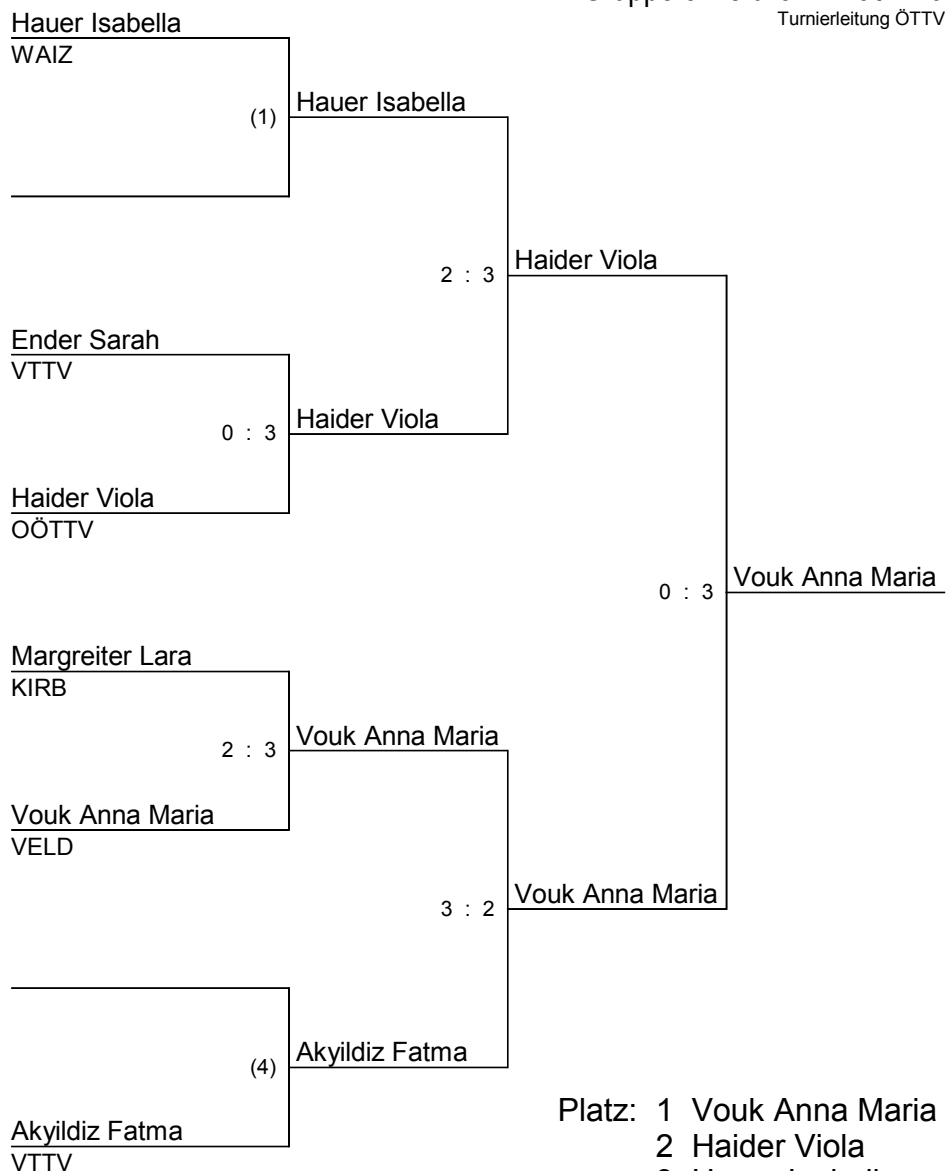 Turnierleitung ÖTTV
Hauer Isabella
WAIZ
(1)
Hauer Isabella
2 : 3
Haider Viola
Ender Sarah
VTTV
0 : 3
Haider Viola
Haider Viola
OÖTTV
0 : 3
Vouk Anna Maria
Margreiter Lara
KIRB
2 : 3
Vouk Anna Maria
Vouk Anna Maria
VELD
3 : 2
Vouk Anna Maria
(4)
Akyildiz Fatma
Akyildiz Fatma
VTTV
Platz: 1 Vouk Anna Maria
2 Haider Viola